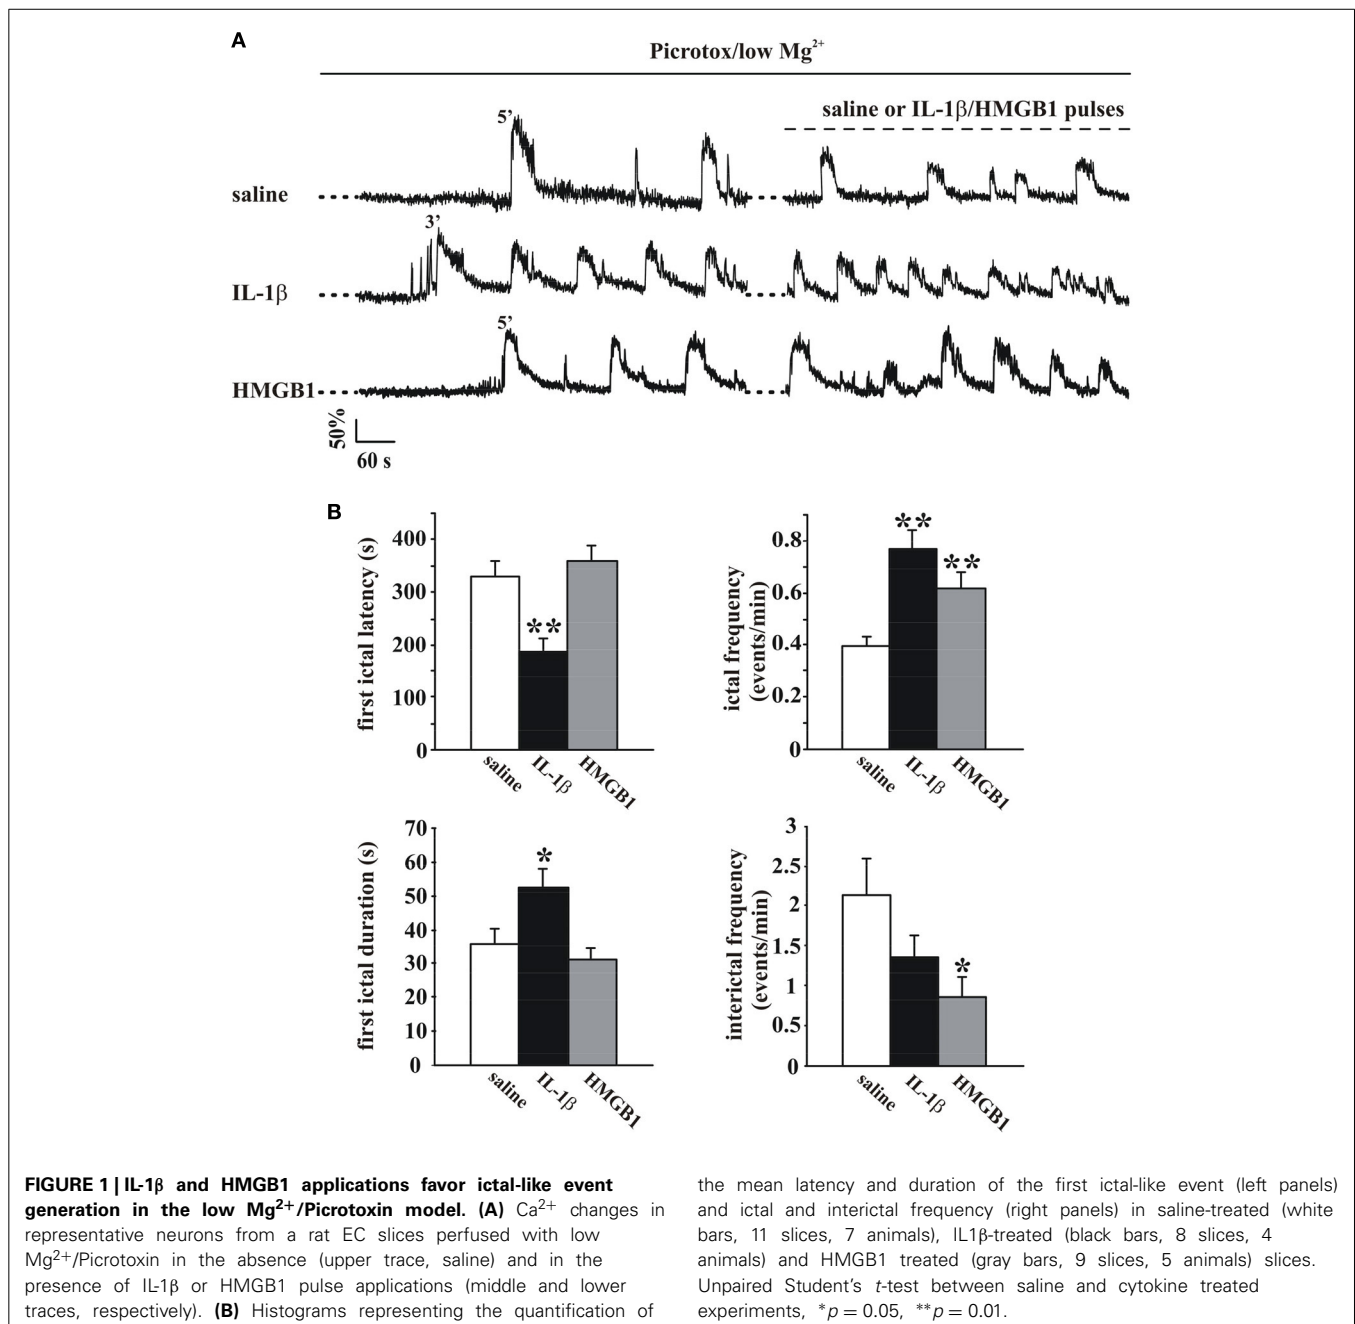 A
Picrotox/low Mg²⁺
saline or IL-1β/HMGB1 pulses
5'
saline
3'
IL-1β
5'
HMGB1
50%
60 s
B
first ictal latency (s)
400
300
200
100
0
**
saline
IL-1β
HMGB1
ictal frequency
(events/min)
0.8
0.6
0.4
0.2
0
**
**
saline
IL-1β
HMGB1
first ictal duration (s)
70
60
50
40
30
20
10
0
*
saline
IL-1β
HMGB1
interictal frequency
(events/min)
3
2.5
2
1.5
1
0.5
0
*
saline
IL-1β
HMGB1
FIGURE 1 | IL-1β and HMGB1 applications favor ictal-like event
generation in the low Mg²⁺/Picrotoxin model. (A) Ca²⁺ changes in
representative neurons from a rat EC slices perfused with low
Mg²⁺/Picrotoxin in the absence (upper trace, saline) and in the
presence of IL-1β or HMGB1 pulse applications (middle and lower
traces, respectively). (B) Histograms representing the quantification of
the mean latency and duration of the first ictal-like event (left panels)
and ictal and interictal frequency (right panels) in saline-treated (white
bars, 11 slices, 7 animals), IL1β-treated (black bars, 8 slices, 4
animals) and HMGB1 treated (gray bars, 9 slices, 5 animals) slices.
Unpaired Student's t-test between saline and cytokine treated
experiments, *p = 0.05, **p = 0.01.